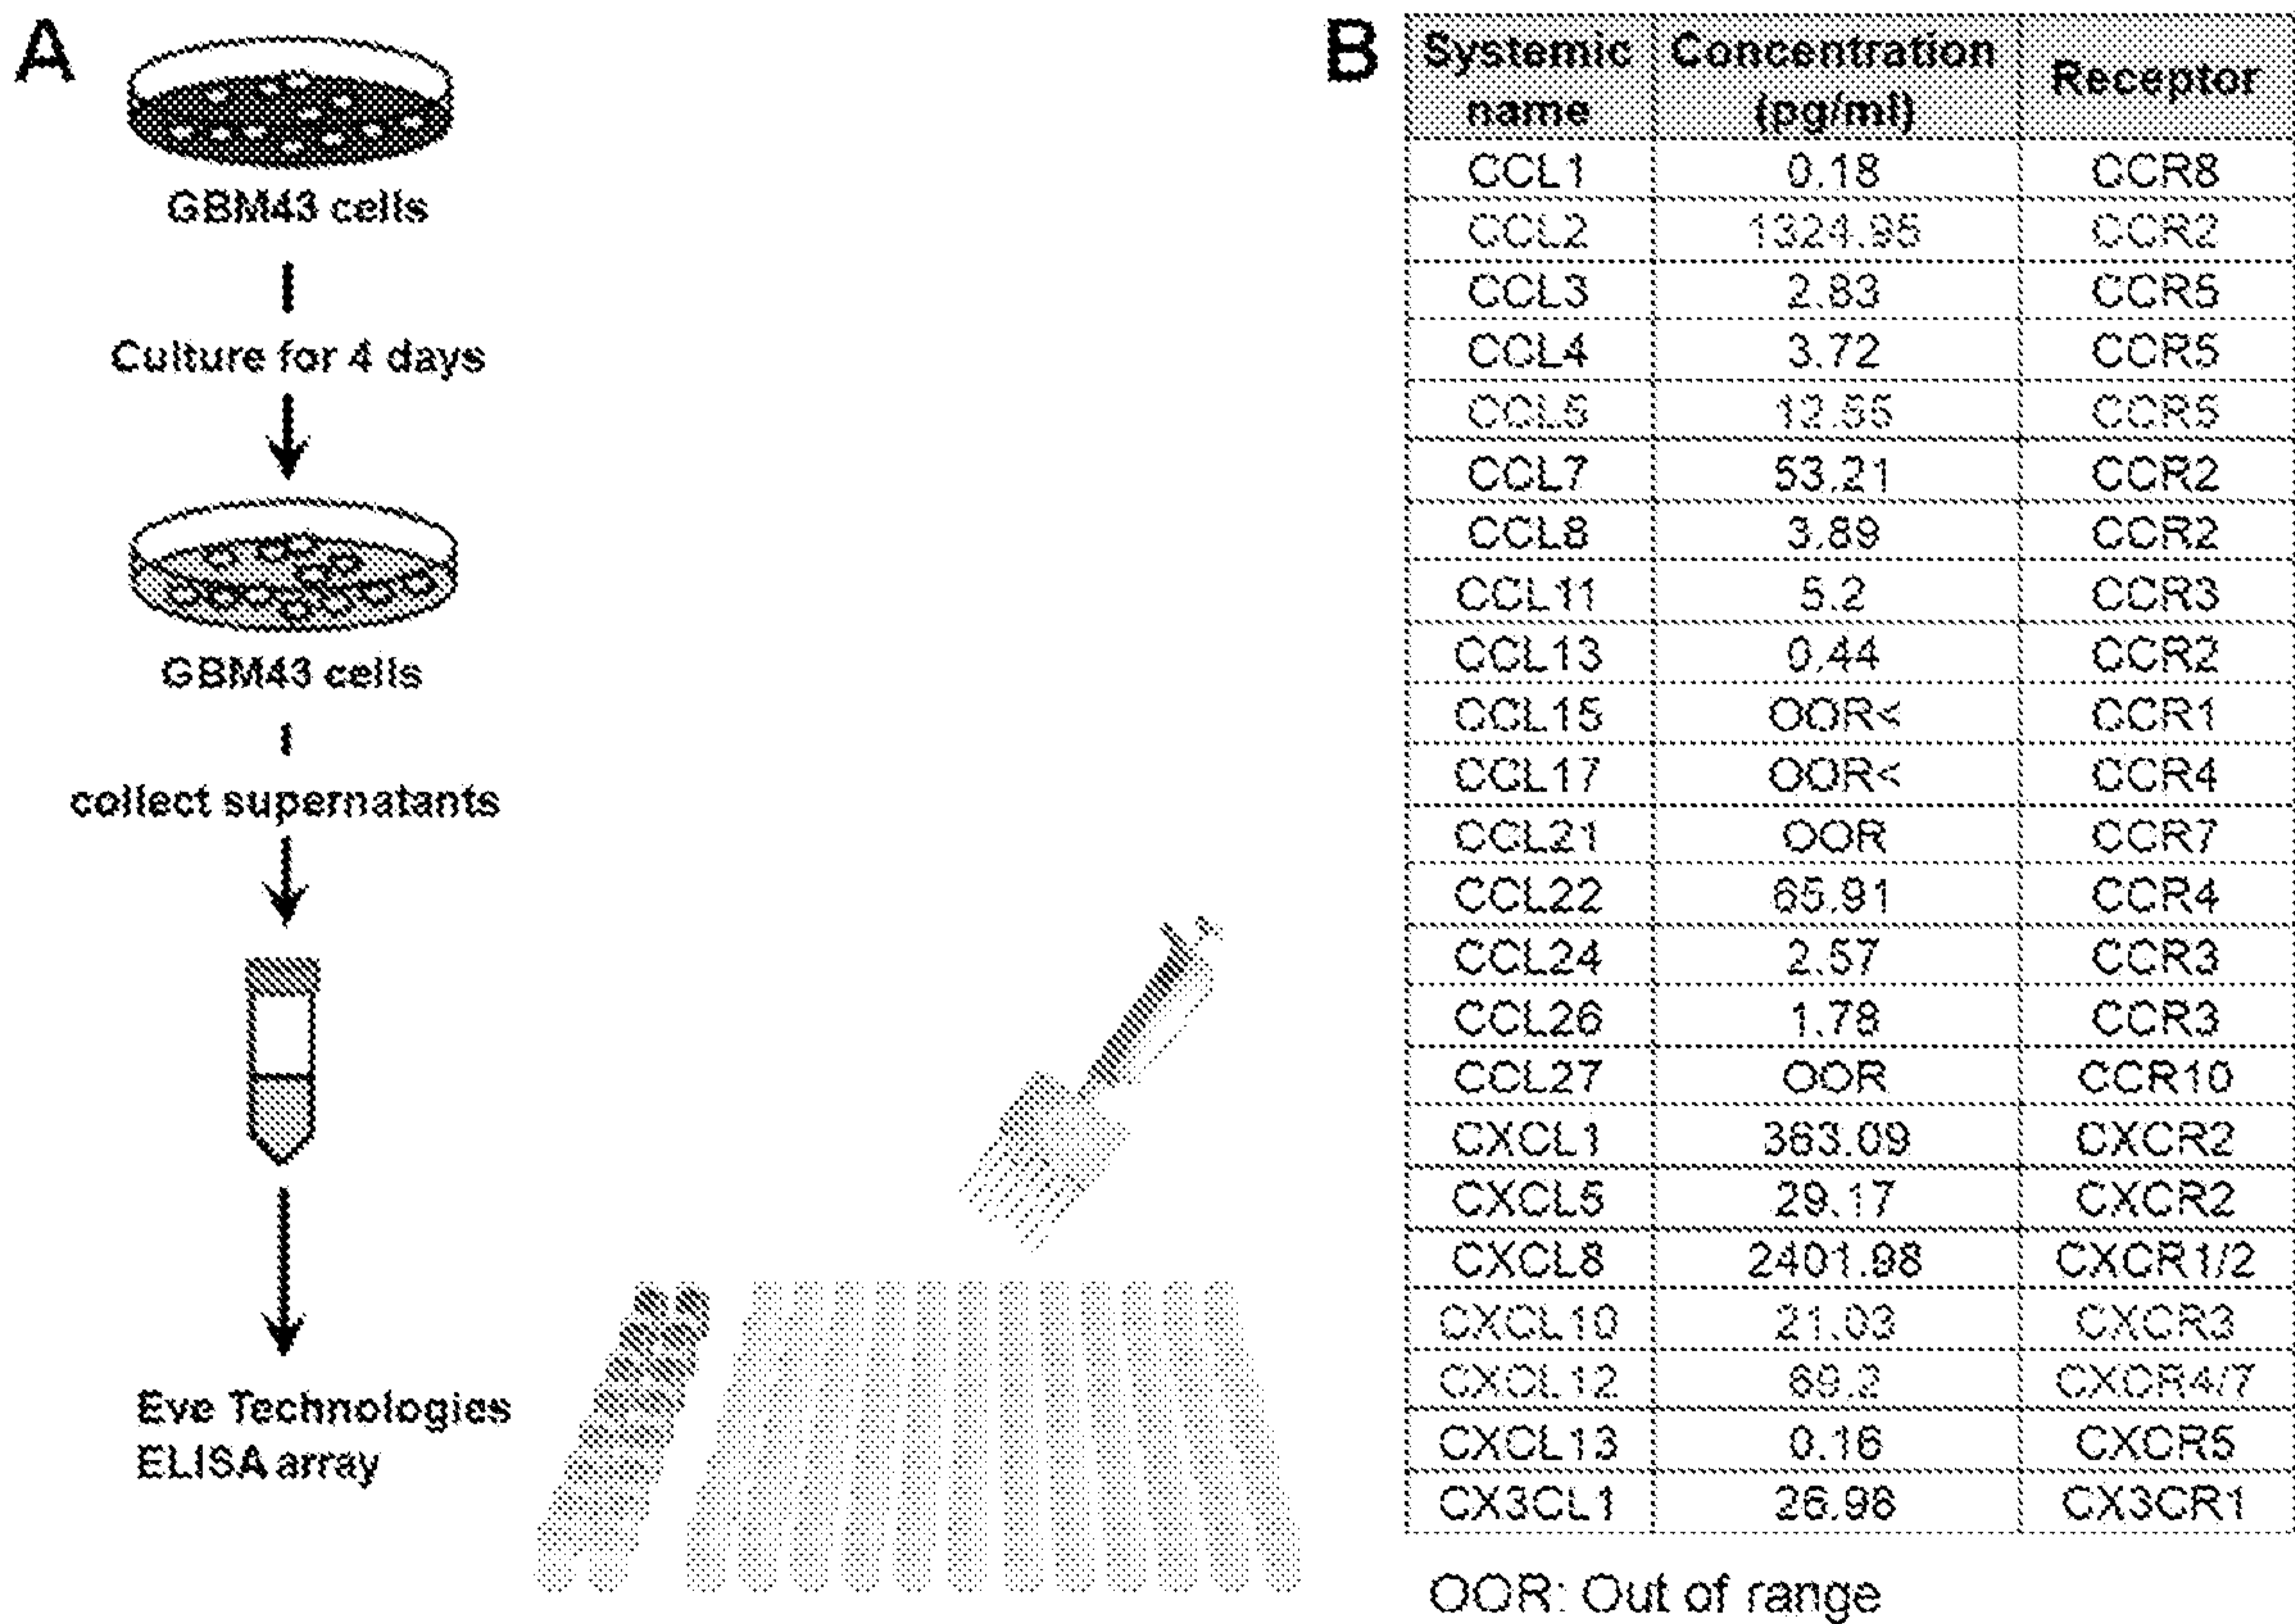 A
GBM43 cells
Culture for 4 days
GBM43 cells
collect supernatants
Eve Technologies
ELISA array
B
Systemic name Concentration (pg/ml) Receptor
CCL1 0.18 CCR8
CCL2 1324.95 CCR2
CCL3 2.83 CCR5
CCL4 3.72 CCR5
CCL5 CCR5
CCL7 53.21 CCR2
CCL8 3.89 CCR2
CCL11 5.2 CCR3
CCL13 0.44 CCR2
CCL15 OOR< CCR1
CCL17 OOR< CCR4
CCL21 OOR CCR7
CCL22 65.91 CCR4
CCL24 2.57 CCR3
CCL26 1.78 CCR3
CCL27 OOR CCR10
CXCL1 363.09 CXCR2
CXCL5 29.17 CXCR2
CXCL8 2401.98 CXCR1/2
CXCL10 21.03 CXCR3
CXCL12 CXCR4/7
CXCL13 0.16 CXCR5
CX3CL1 26.98 CX3CR1
OOR: Out of range